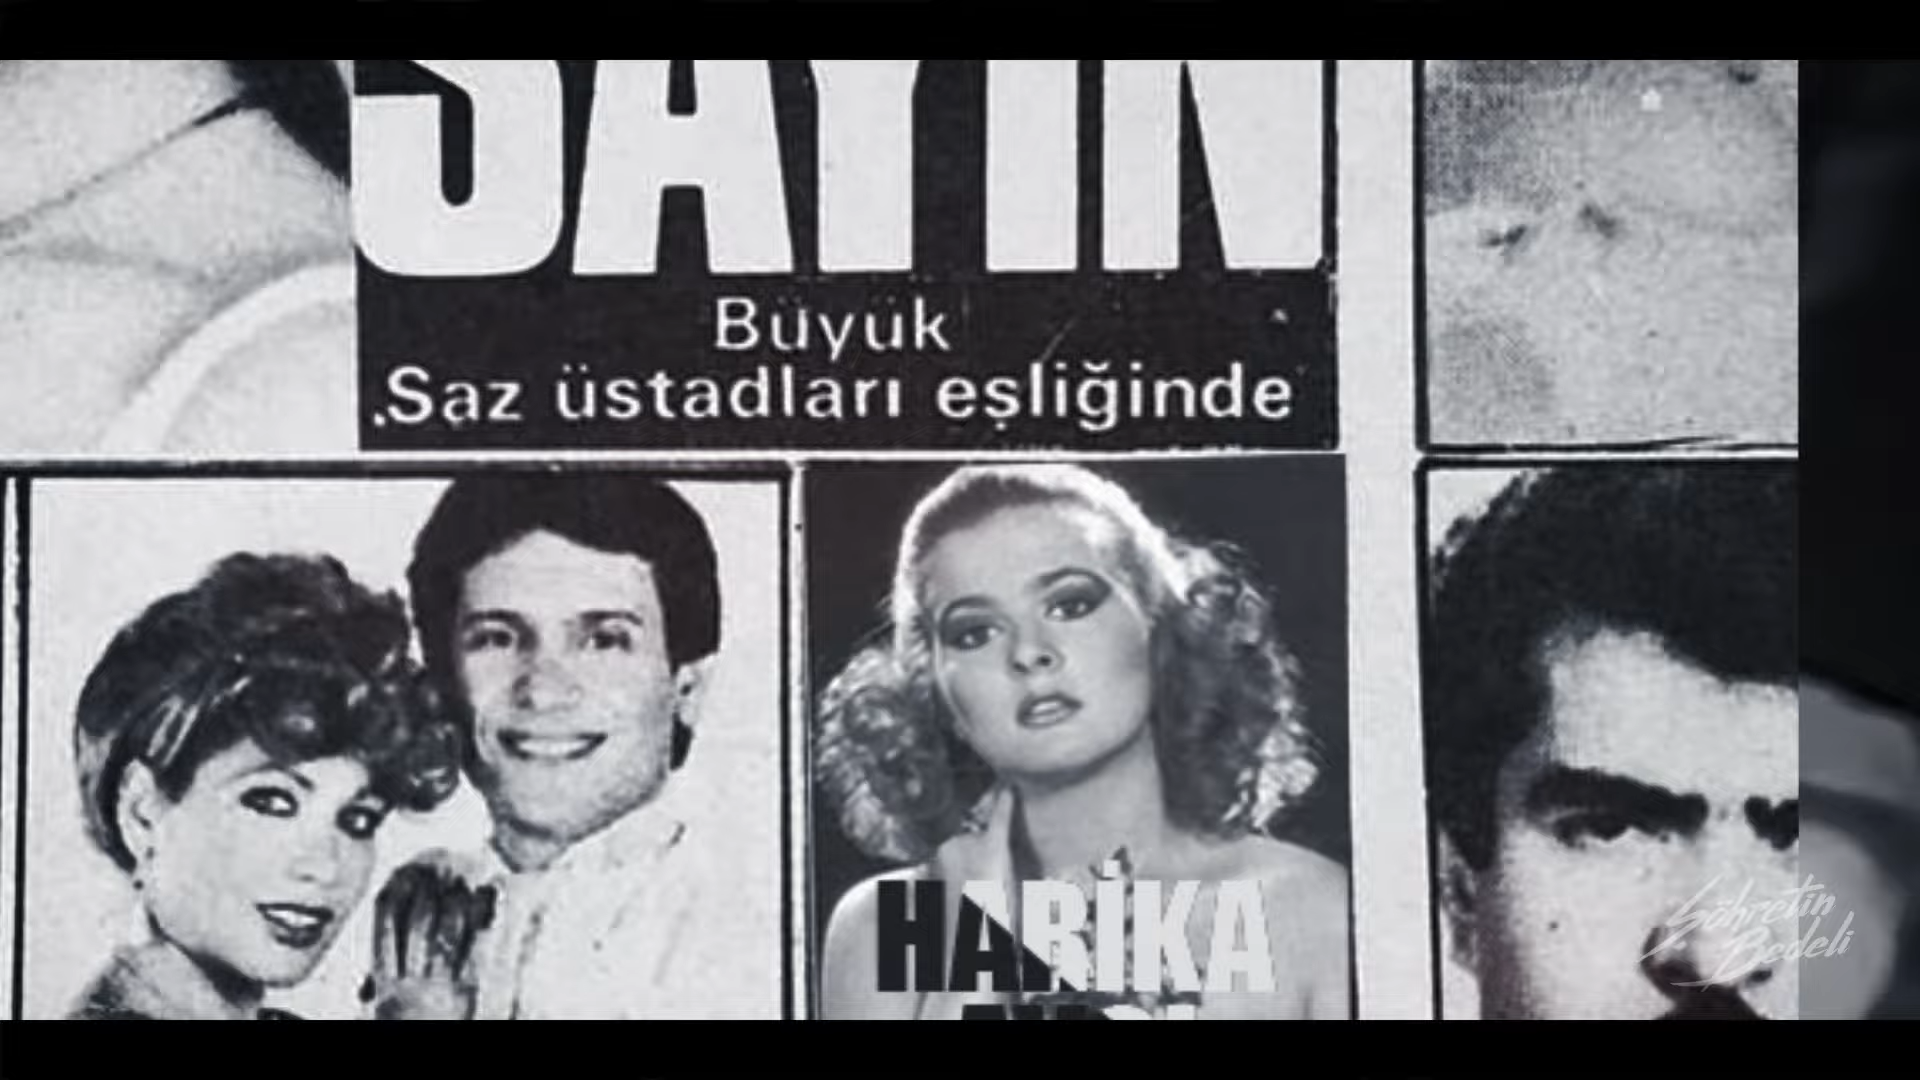 SAYIN
Büyük
Saz üstadları eşliğinde
HARİKA
Şöhretin
Bedeli